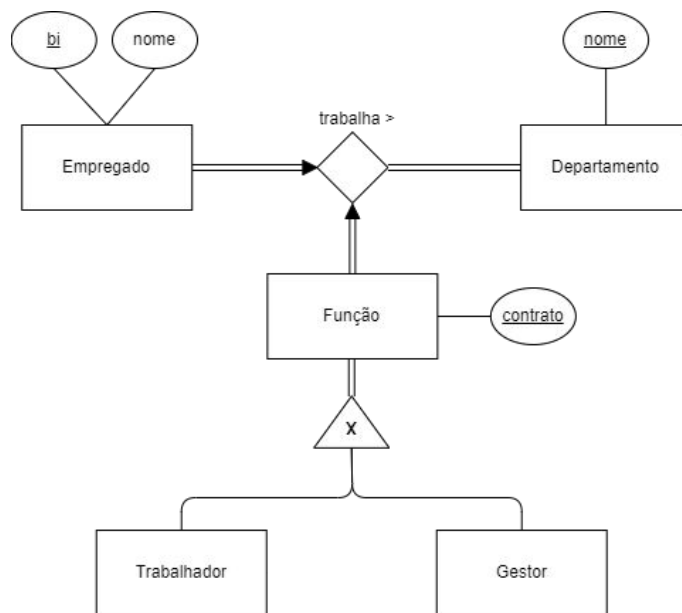 bi
nome
nome
trabalha >
Empregado
Departamento
Função
contrato
X
Trabalhador
Gestor